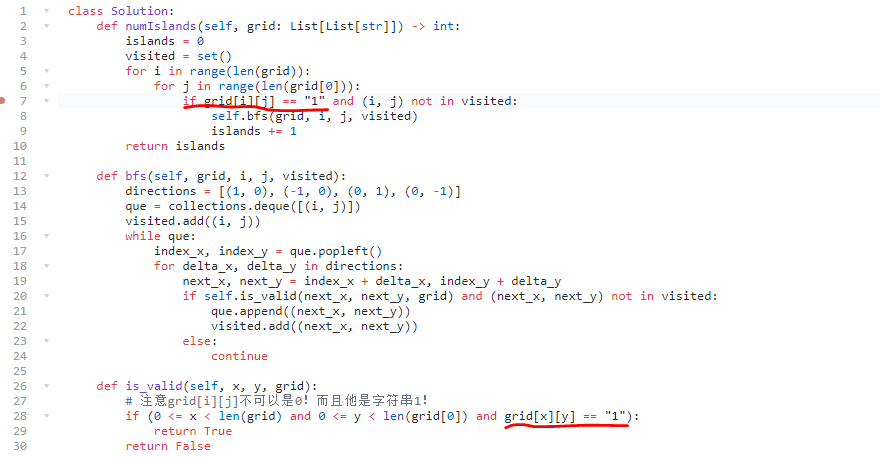 1 class Solution:
2     def numIslands(self, grid: List[List[str]]) -> int:
3         islands = 0
4         visited = set()
5         for i in range(len(grid)):
6             for j in range(len(grid[0])):
7                 if grid[i][j] == "1" and (i, j) not in visited:
8                     self.bfs(grid, i, j, visited)
9                     islands += 1
10         return islands
11
12     def bfs(self, grid, i, j, visited):
13         directions = [(1, 0), (-1, 0), (0, 1), (0, -1)]
14         que = collections.deque([(i, j)])
15         visited.add((i, j))
16         while que:
17             index_x, index_y = que.popleft()
18             for delta_x, delta_y in directions:
19                 next_x, next_y = index_x + delta_x, index_y + delta_y
20                 if self.is_valid(next_x, next_y, grid) and (next_x, next_y) not in visited:
21                     que.append((next_x, next_y))
22                     visited.add((next_x, next_y))
23                 else:
24                     continue
25
26     def is_valid(self, x, y, grid):
27         # 注意grid[i][j]不可以是0！而且他是字符串1！
28         if (0 <= x < len(grid) and 0 <= y < len(grid[0]) and grid[x][y] == "1"):
29             return True
30         return False